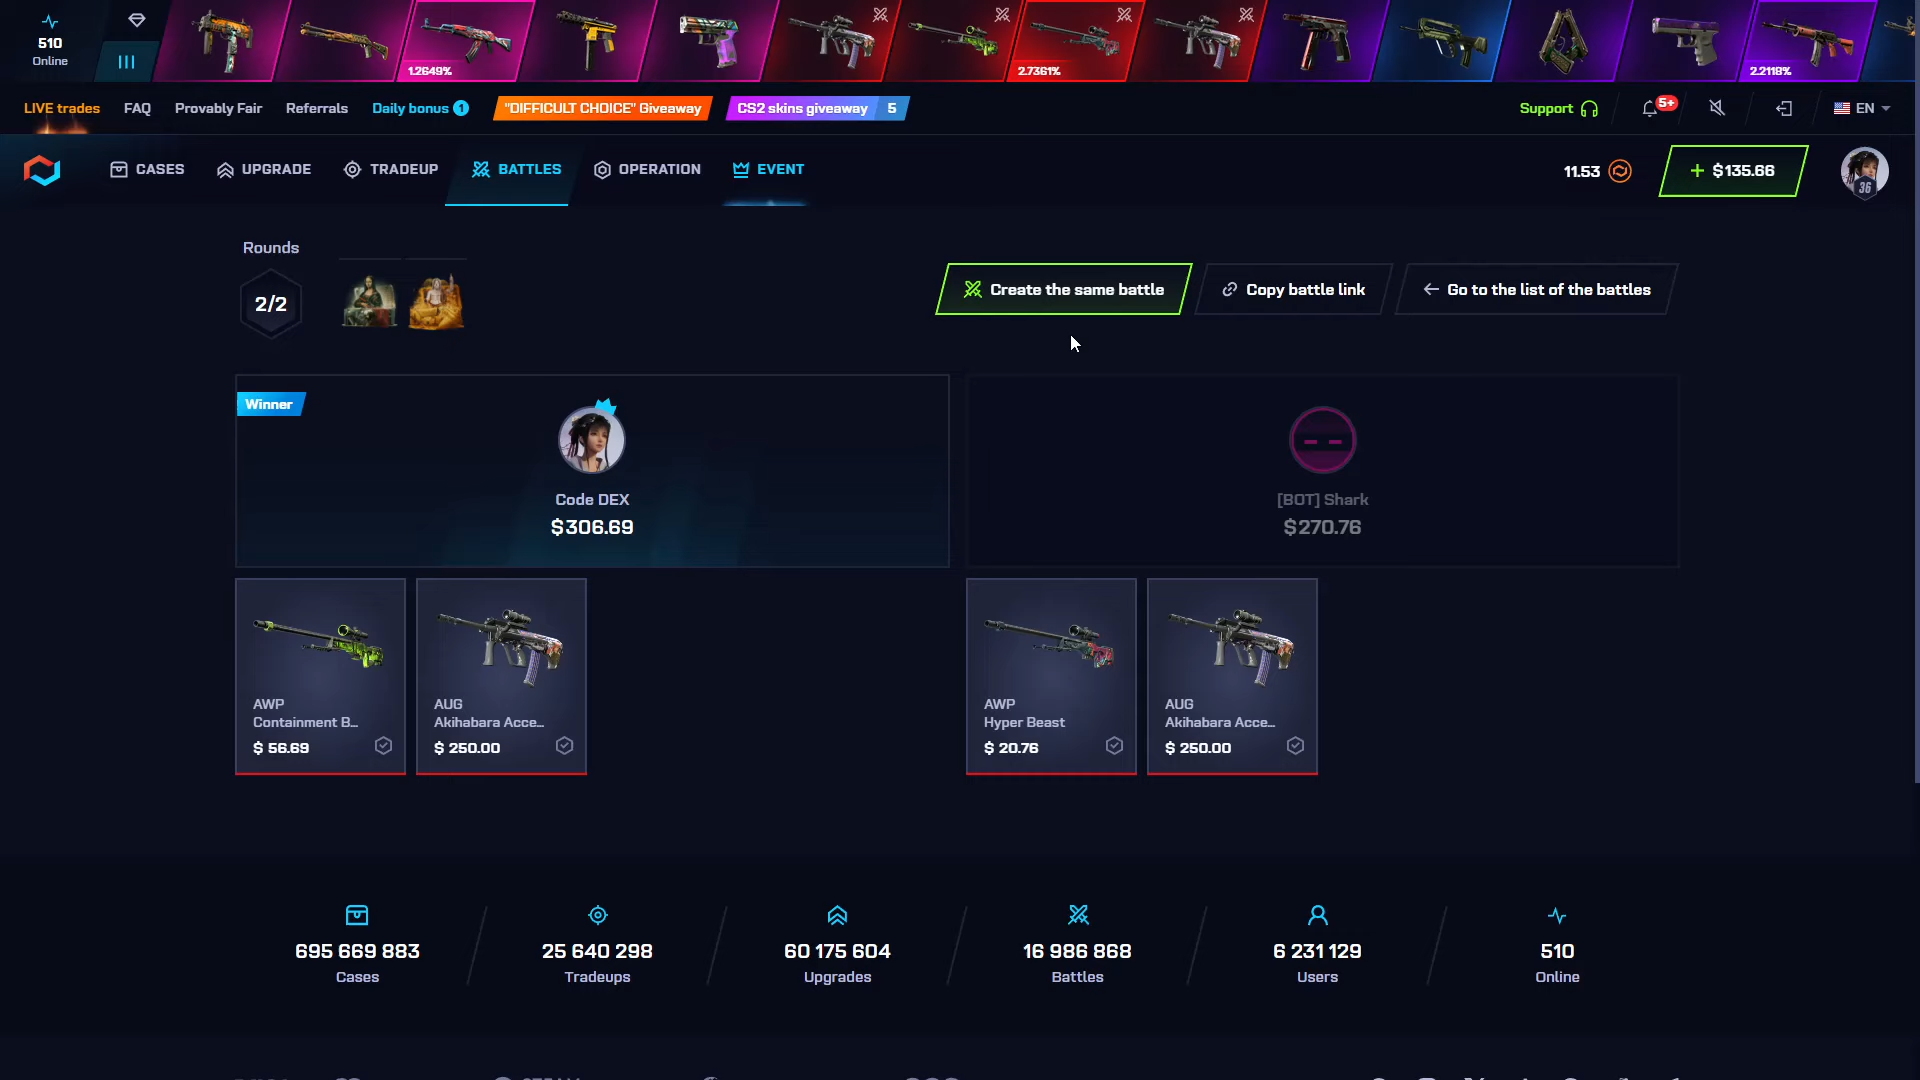 510
Online
1.2649%
2.7361%
2.2118%
LIVE trades
FAQ
Provably Fair
Referrals
Daily bonus 1
"DIFFICULT CHOICE" Giveaway
CS2 skins giveaway 5
Support
5+
EN
CASES
UPGRADE
TRADEUP
BATTLES
OPERATION
EVENT
11.53
+ $135.66
36
Rounds
2/2
Create the same battle
Copy battle link
Go to the list of the battles
Winner
Code DEX
$306.69
[BOT] Shark
$270.76
AWP
Containment B...
$ 56.69
AUG
Akihabara Acce...
$ 250.00
AWP
Hyper Beast
$ 20.76
AUG
Akihabara Acce...
$ 250.00
695 669 883
Cases
25 640 298
Tradeups
60 175 604
Upgrades
16 986 868
Battles
6 231 129
Users
510
Online